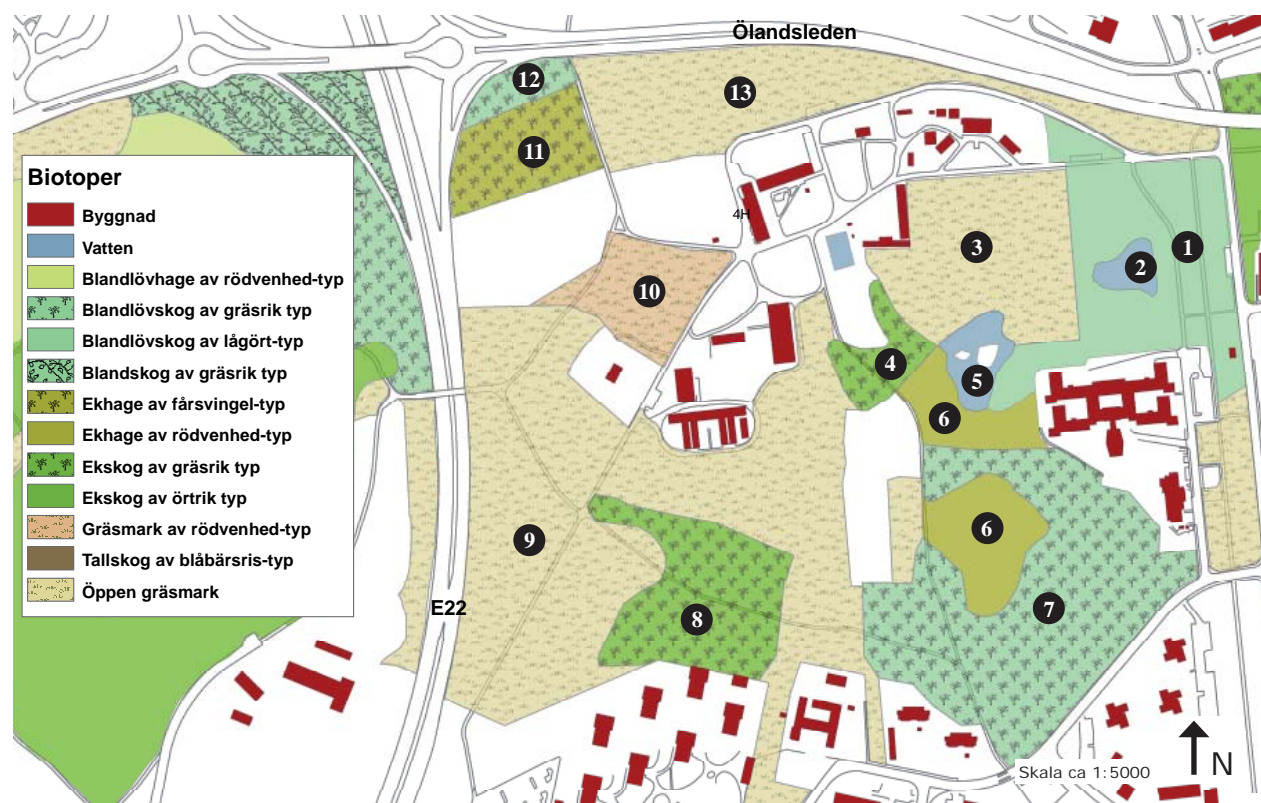 Ölandsleden
12
13
11
Biotoper
Byggnad
Vatten
Blandlövhage av rödvenhed-typ
Blandlövskog av gräsrik typ
Blandlövskog av lågört-typ
Blandskog av gräsrik typ
Ekhage av fårsvingel-typ
Ekhage av rödvenhed-typ
Ekskog av gräsrik typ
Ekskog av örtrik typ
Gräsmark av rödvenhed-typ
Tallskog av blåbärsris-typ
Öppen gräsmark
4H
3
1
2
10
4
5
6
6
9
E22
7
8
Skala ca 1:5000
N